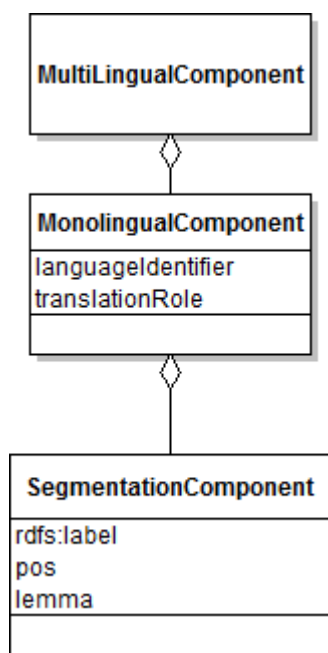 MultiLingualComponent
MonolingualComponent
languageIdentifier
translationRole
SegmentationComponent
rdfs:label
pos
lemma